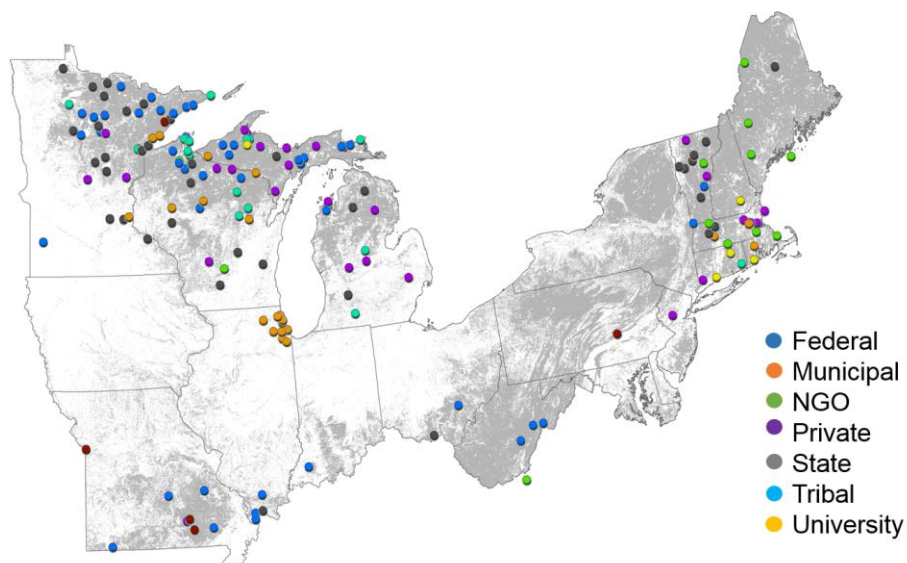 Federal
Municipal
NGO
Private
State
Tribal
University